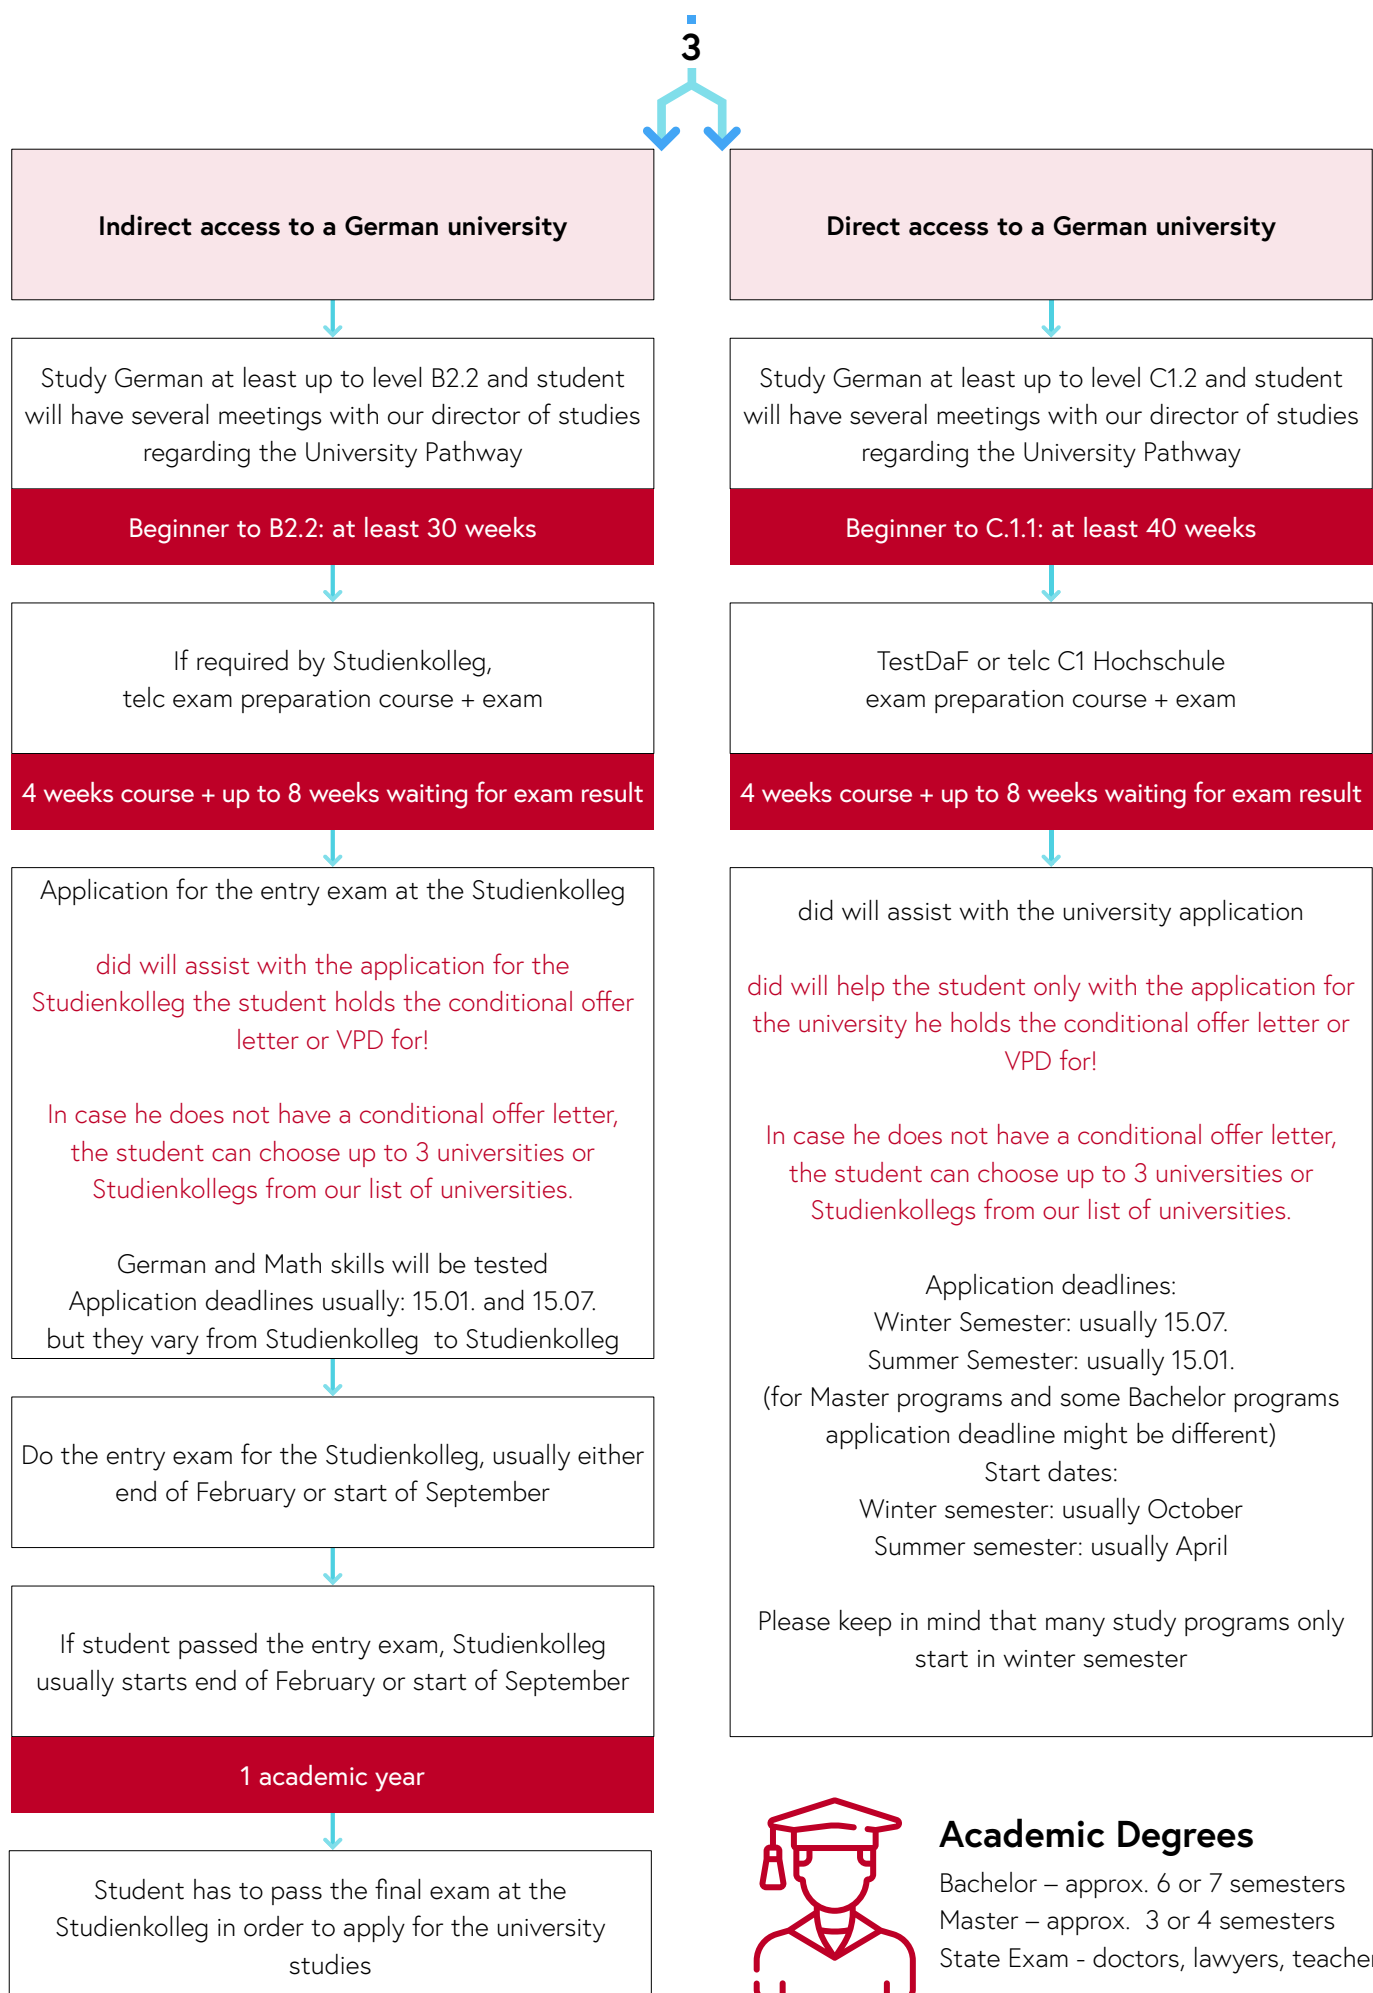 3
Indirect access to a German university
Study German at least up to level B2.2 and student
will have several meetings with our director of studies
regarding the University Pathway
Beginner to B2.2: at least 30 weeks
If required by Studienkolleg,
telc exam preparation course + exam
4 weeks course + up to 8 weeks waiting for exam result
Application for the entry exam at the Studienkolleg
did will assist with the application for the
Studienkolleg the student holds the conditional offer
letter or VPD for!
In case he does not have a conditional offer letter,
the student can choose up to 3 universities or
Studienkollegs from our list of universities.
German and Math skills will be tested
Application deadlines usually: 15.01. and 15.07.
but they vary from Studienkolleg  to Studienkolleg
Do the entry exam for the Studienkolleg, usually either
end of February or start of September
If student passed the entry exam, Studienkolleg
usually starts end of February or start of September
1 academic year
Student has to pass the final exam at the
Studienkolleg in order to apply for the university
studies
Direct access to a German university
Study German at least up to level C1.2 and student
will have several meetings with our director of studies
regarding the University Pathway
Beginner to C.1.1: at least 40 weeks
TestDaF or telc C1 Hochschule
exam preparation course + exam
4 weeks course + up to 8 weeks waiting for exam result
did will assist with the university application
did will help the student only with the application for
the university he holds the conditional offer letter or
VPD for!
In case he does not have a conditional offer letter,
the student can choose up to 3 universities or
Studienkollegs from our list of universities.
Application deadlines:
Winter Semester: usually 15.07.
Summer Semester: usually 15.01.
(for Master programs and some Bachelor programs
application deadline might be different)
Start dates:
Winter semester: usually October
Summer semester: usually April
Please keep in mind that many study programs only
start in winter semester
Academic Degrees
Bachelor – approx. 6 or 7 semesters
Master – approx.  3 or 4 semesters
State Exam - doctors, lawyers, teacher